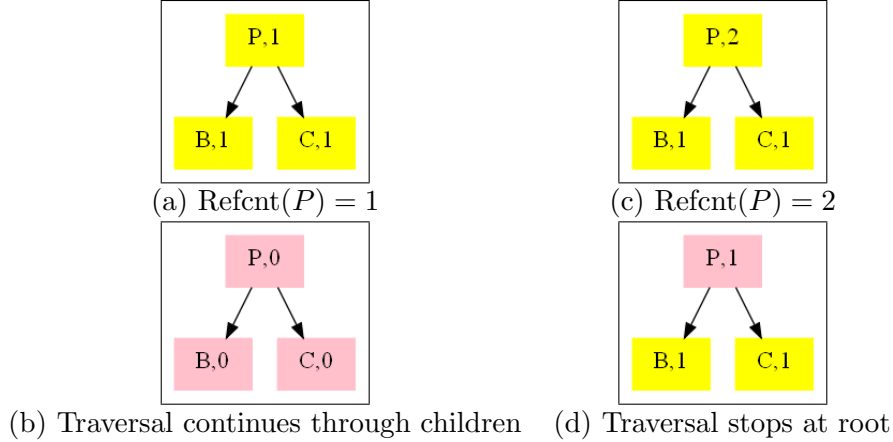 P,1
B,1 C,1
(a) Refcnt(P) = 1
P,2
B,1 C,1
(c) Refcnt(P) = 2
P,0
B,0 C,0
(b) Traversal continues through children
P,1
B,1 C,1
(d) Traversal stops at root